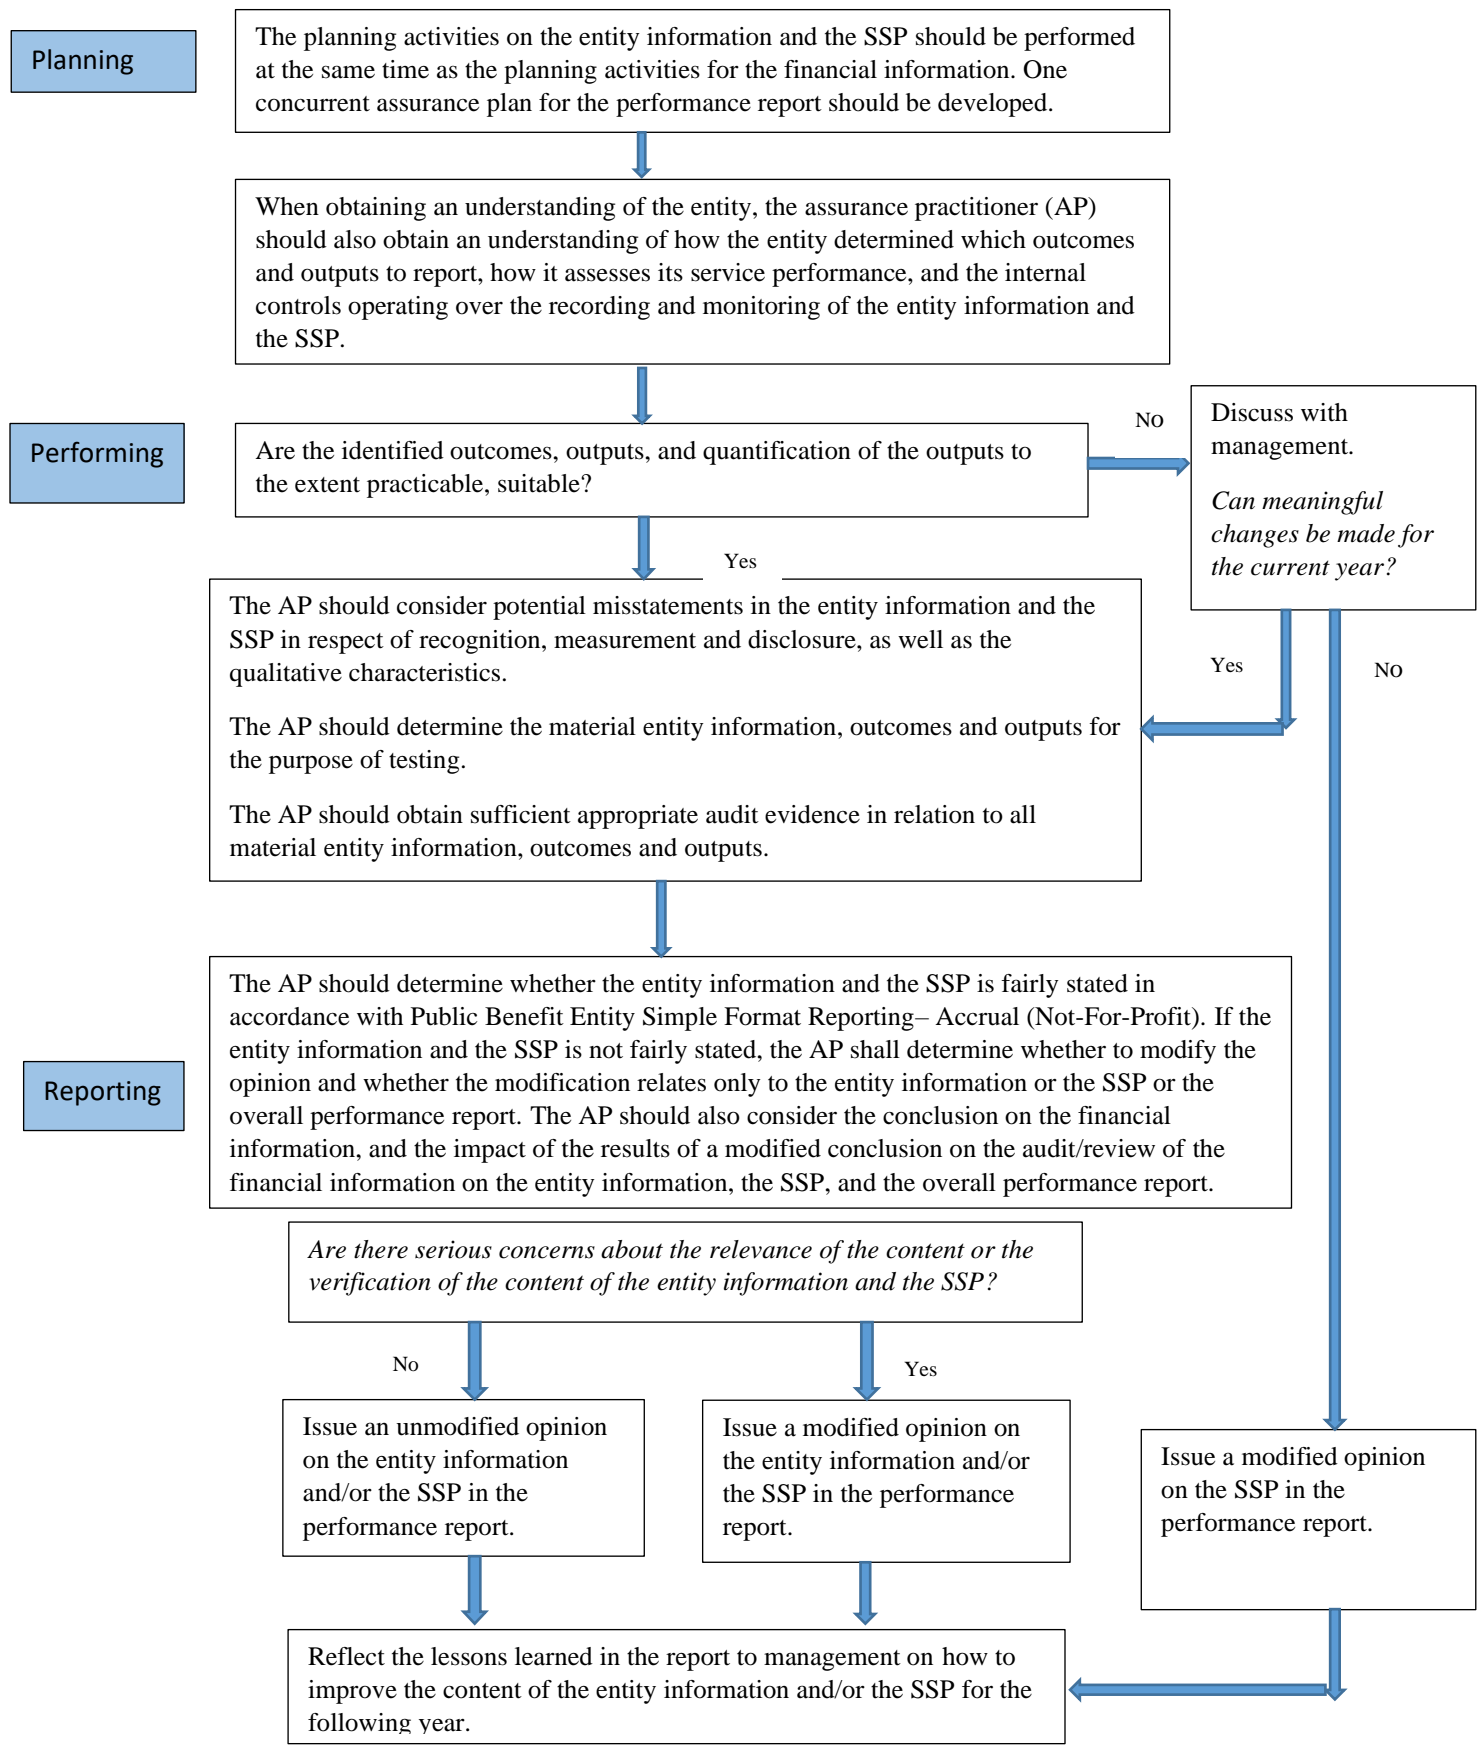 Planning
The planning activities on the entity information and the SSP should be performed
at the same time as the planning activities for the financial information. One
concurrent assurance plan for the performance report should be developed.
When obtaining an understanding of the entity, the assurance practitioner (AP)
should also obtain an understanding of how the entity determined which outcomes
and outputs to report, how it assesses its service performance, and the internal
controls operating over the recording and monitoring of the entity information and
the SSP.
Performing
Are the identified outcomes, outputs, and quantification of the outputs to
the extent practicable, suitable?
No
Discuss with
management.
Can meaningful
changes be made for
the current year?
Yes
The AP should consider potential misstatements in the entity information and the
SSP in respect of recognition, measurement and disclosure, as well as the
qualitative characteristics.
The AP should determine the material entity information, outcomes and outputs for
the purpose of testing.
The AP should obtain sufficient appropriate audit evidence in relation to all
material entity information, outcomes and outputs.
Yes
No
Reporting
The AP should determine whether the entity information and the SSP is fairly stated in
accordance with Public Benefit Entity Simple Format Reporting– Accrual (Not-For-Profit). If the
entity information and the SSP is not fairly stated, the AP shall determine whether to modify the
opinion and whether the modification relates only to the entity information or the SSP or the
overall performance report. The AP should also consider the conclusion on the financial
information, and the impact of the results of a modified conclusion on the audit/review of the
financial information on the entity information, the SSP, and the overall performance report.
Are there serious concerns about the relevance of the content or the
verification of the content of the entity information and the SSP?
No
Yes
Issue an unmodified opinion
on the entity information
and/or the SSP in the
performance report.
Issue a modified opinion on
the entity information and/or
the SSP in the performance
report.
Issue a modified opinion
on the SSP in the
performance report.
Reflect the lessons learned in the report to management on how to
improve the content of the entity information and/or the SSP for the
following year.